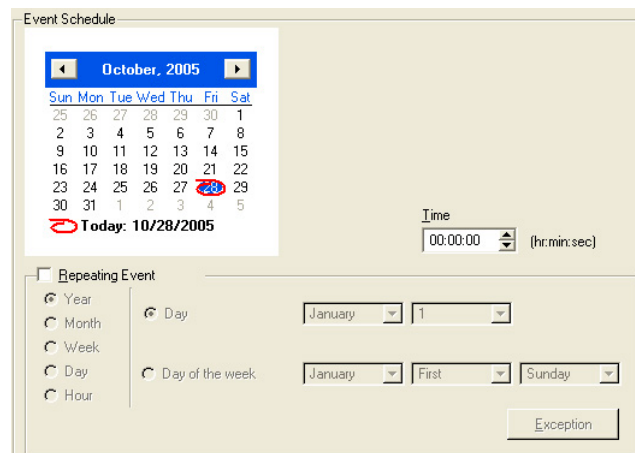 Event Schedule
October, 2005
Sun Mon Tue Wed Thu Fri Sat
25 26 27 28 29 30 1
2 3 4 5 6 7 8
9 10 11 12 13 14 15
16 17 18 19 20 21 22
23 24 25 26 27 28 29
30 31 1 2 3 4 5
Today: 10/28/2005
Time
00:00:00 (hr:min:sec)
Repeating Event
Year
Month
Week
Day
Hour
Day January 1
Day of the week January First Sunday
Exception